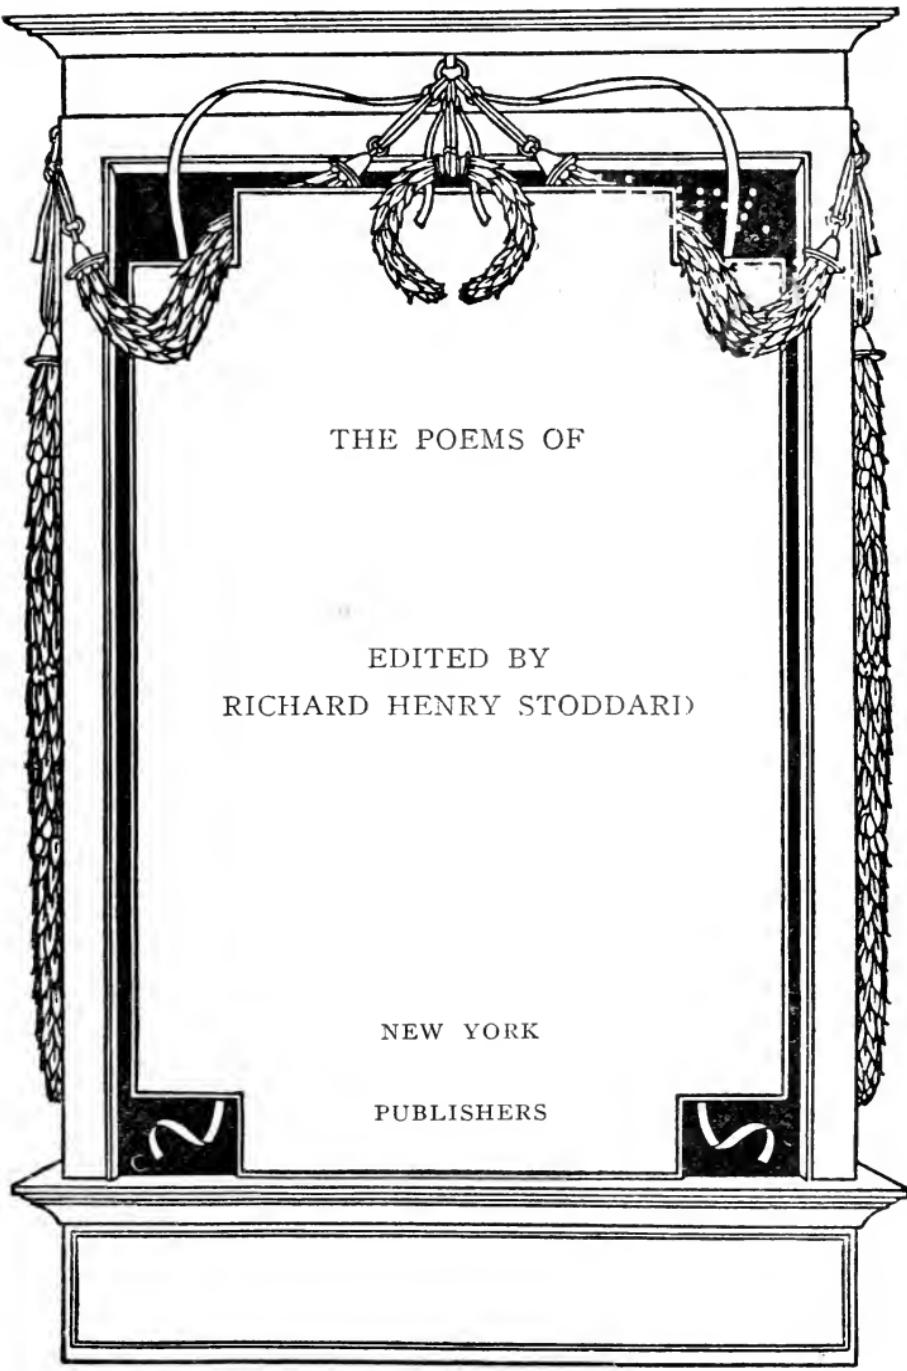 THE POEMS OF
EDITED BY
RICHARD HENRY STODDARD
NEW YORK
PUBLISHERS